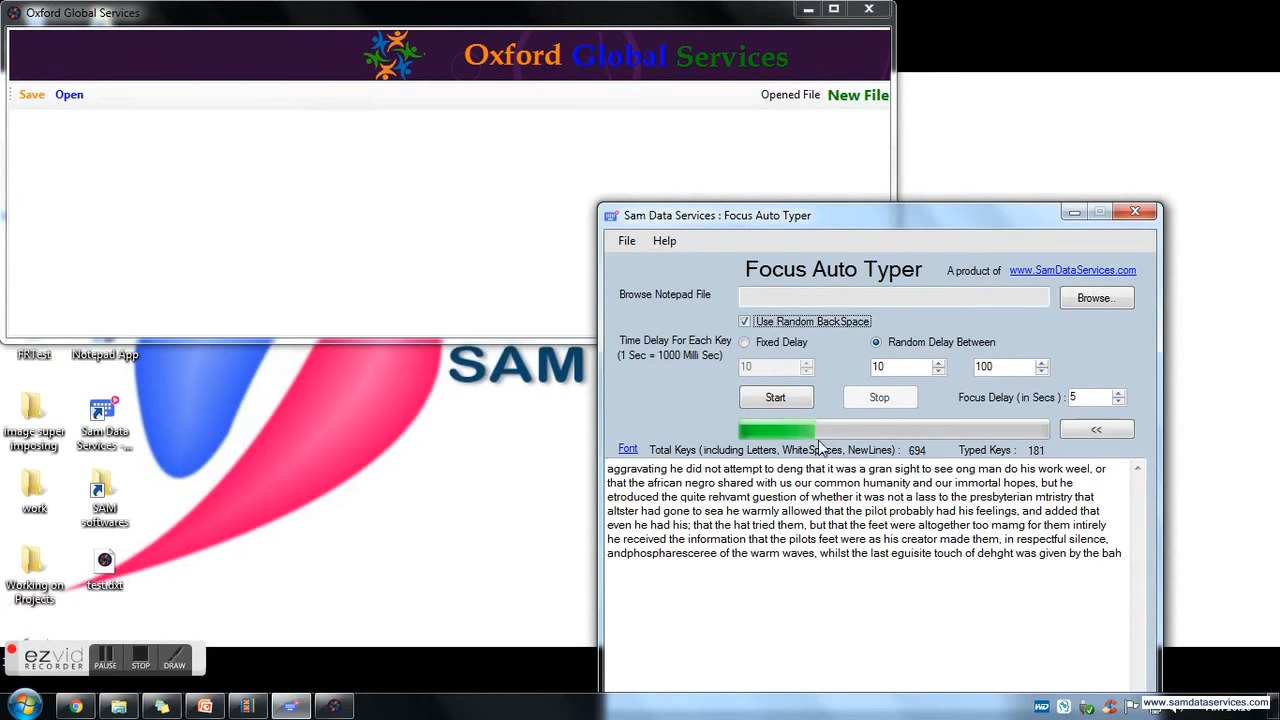 Oxford Global Services
Oxford Global Services
Save Open Opened File New File
Sam Data Services : Focus Auto Typer
File Help
Focus Auto Typer A product of www.SamDataServices.com
Browse Notepad File Browse..
Use Random BackSpace
Time Delay For Each Key
(1 Sec = 1000 Milli Sec)
Fixed Delay Random Delay Between
10 10 100
Start Stop Focus Delay (in Secs ) : 5
<<
Font Total Keys (including Letters, WhiteSpaces, NewLines) : 694 Typed Keys : 181
aggravating he did not attempt to deng that it was a gran sight to see ong man do his work weel, or
that the african negro shared with us our common humanity and our immortal hopes, but he
etroduced the quite rehvamt guestion of whether it was not a lass to the presbyterian mtristry that
altster had gone to sea he warmly allowed that the pilot probably had his feelings, and added that
even he had his; that the hat tried them, but that the feet were altogether too mamg for them intirely
he received the information that the pilots feet were as his creator made them, in respectful silence,
andphospharesceree of the warm waves, whilst the last eguisite touch of dehght was given by the bah
SAM
FRTest
Notepad App
image super
imposing
Sam Data
Services -...
work
SAM
softwares
Working on
Projects
test.dxt
ezvid
RECORDER
PAUSE STOP DRAW
WD
www.samdataservices.com